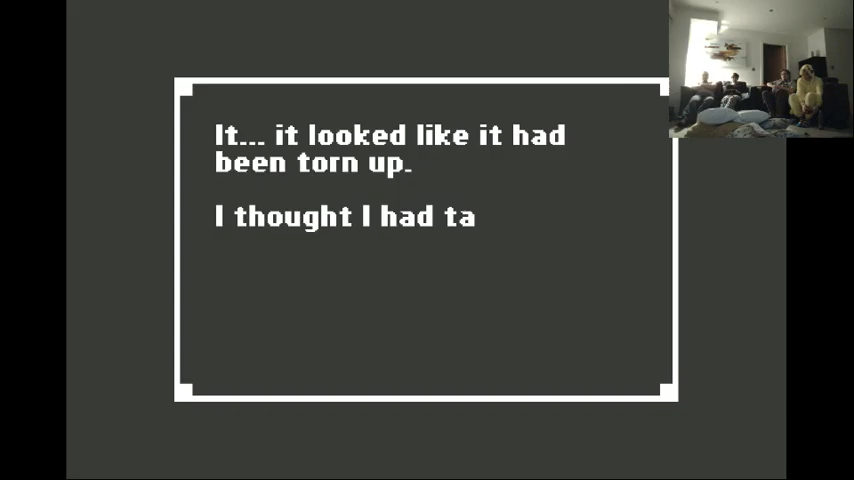 It... it looked like it had
been torn up.
I thought I had ta